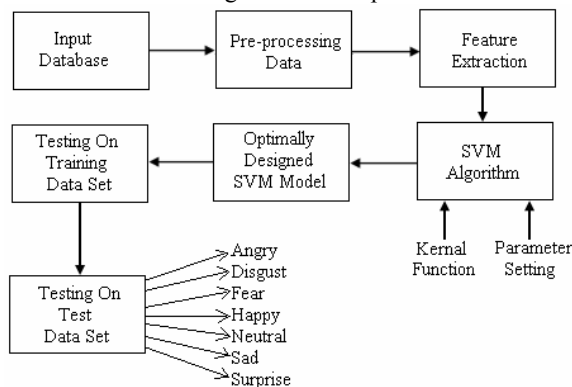 Input
Database
Pre-processing
Data
Feature
Extraction
Testing On
Training
Data Set
Optimally
Designed
SVM Model
SVM
Algorithm
Kernal
Function
Parameter
Setting
Testing On
Test
Data Set
Angry
Disgust
Fear
Happy
Neutral
Sad
Surprise